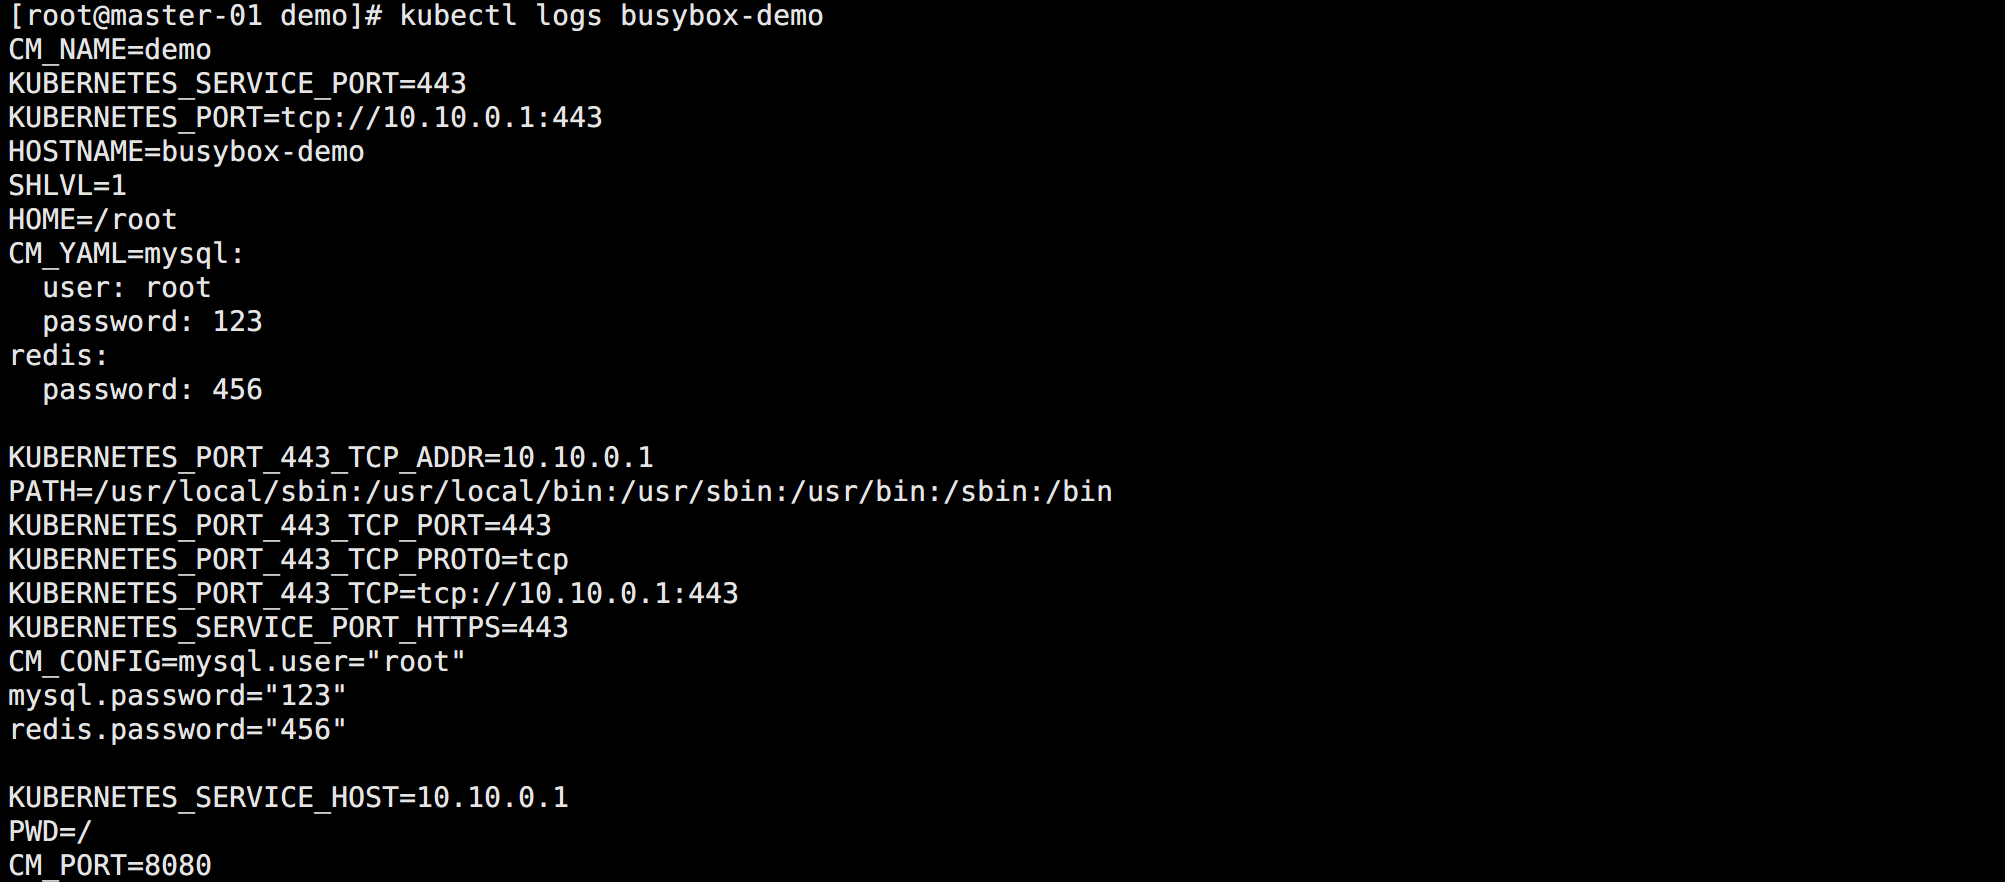 [root@master-01 demo]# kubectl logs busybox-demo
CM_NAME=demo
KUBERNETES_SERVICE_PORT=443
KUBERNETES_PORT=tcp://10.10.0.1:443
HOSTNAME=busybox-demo
SHLVL=1
HOME=/root
CM_YAML=mysql:
  user: root
  password: 123
redis:
  password: 456

KUBERNETES_PORT_443_TCP_ADDR=10.10.0.1
PATH=/usr/local/sbin:/usr/local/bin:/usr/sbin:/usr/bin:/sbin:/bin
KUBERNETES_PORT_443_TCP_PORT=443
KUBERNETES_PORT_443_TCP_PROTO=tcp
KUBERNETES_PORT_443_TCP=tcp://10.10.0.1:443
KUBERNETES_SERVICE_PORT_HTTPS=443
CM_CONFIG=mysql.user="root"
mysql.password="123"
redis.password="456"

KUBERNETES_SERVICE_HOST=10.10.0.1
PWD=/
CM_PORT=8080